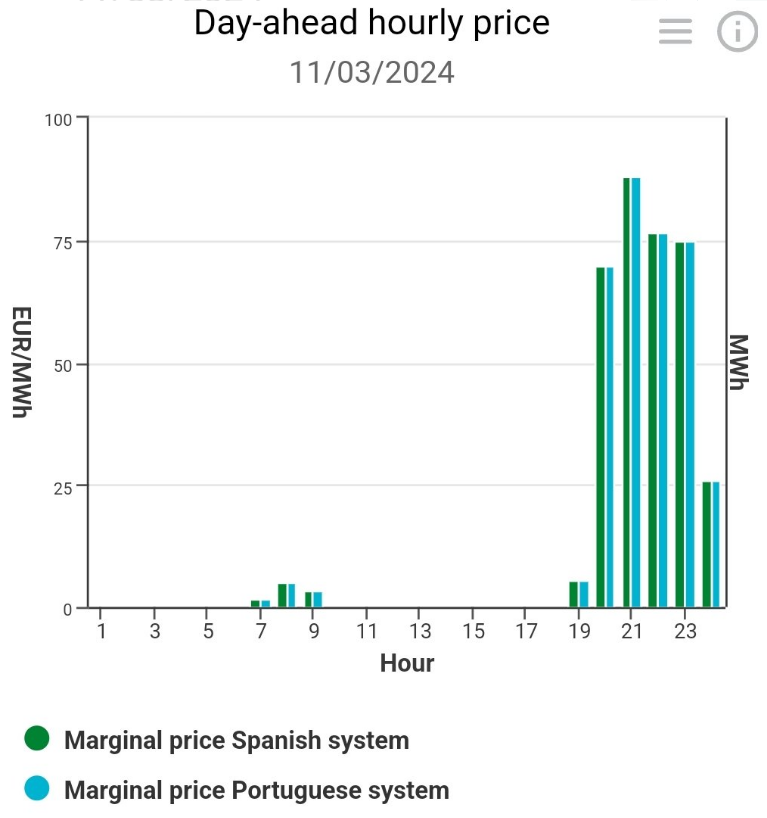 Day-ahead hourly price
11/03/2024
100
75
50
25
0
EUR/MWh
MWh
1 3 5 7 9 11 13 15 17 19 21 23
Hour
Marginal price Spanish system
Marginal price Portuguese system